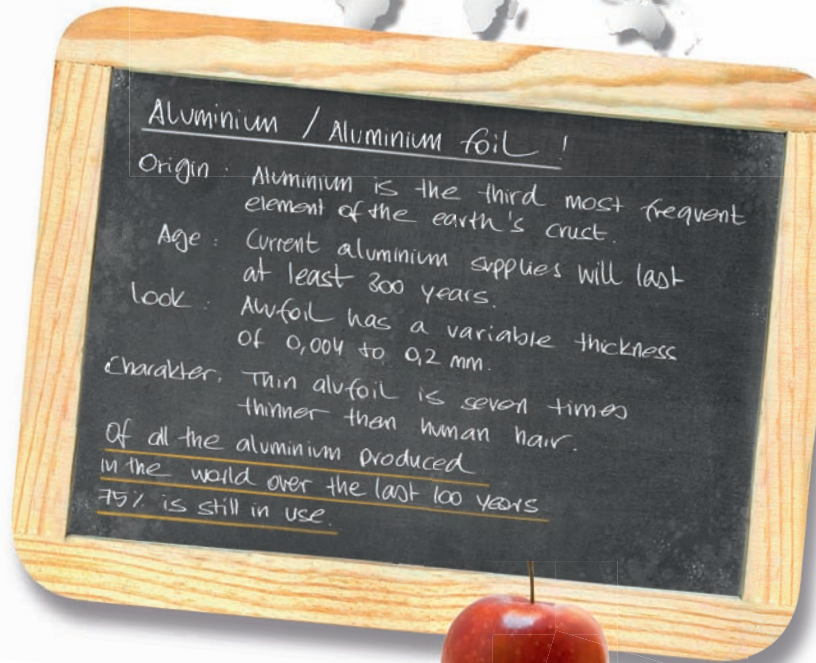 Aluminium / Aluminium foil !
Origin : Aluminium is the third most frequent
element of the earth's crust.
Age : Current aluminium supplies will last
at least 300 years.
Look : Alufoil has a variable thickness
of 0,004 to 0,2 mm.
Charakter: Thin alufoil is seven times
thinner then human hair.
Of all the aluminium produced
in the world over the last 100 years
75% is still in use.